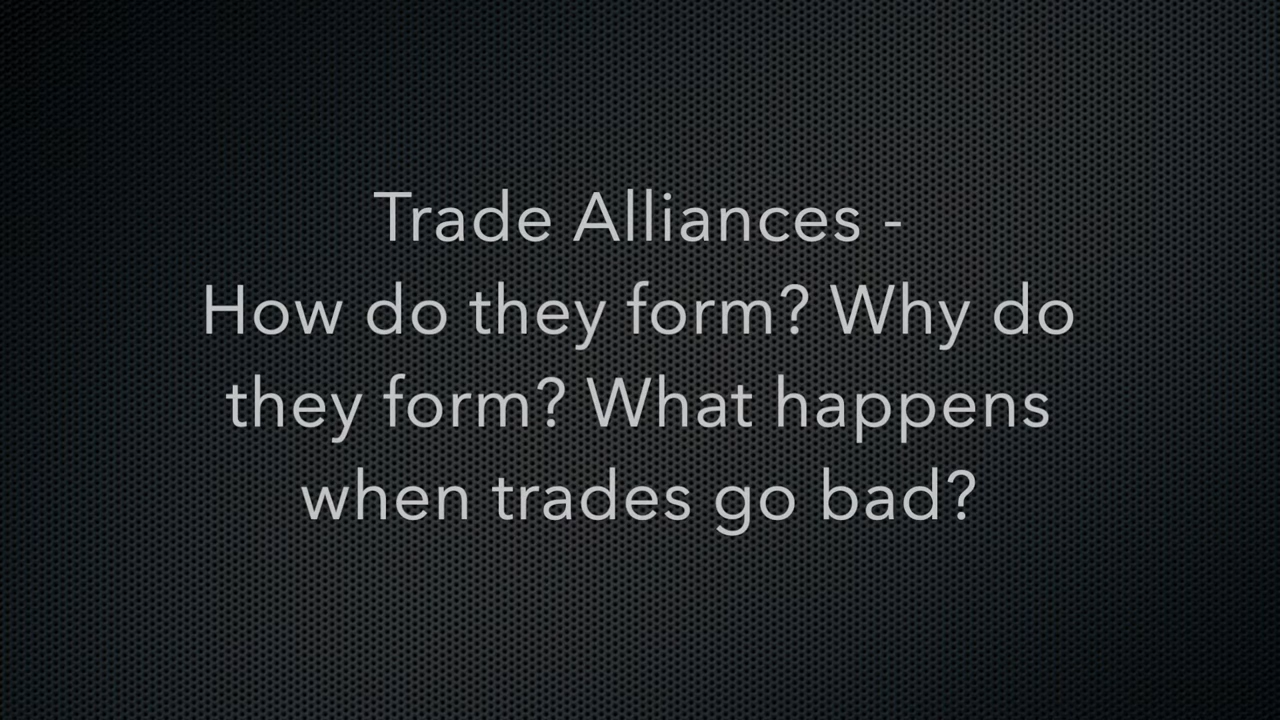 Trade Alliances -
How do they form? Why do
they form? What happens
when trades go bad?